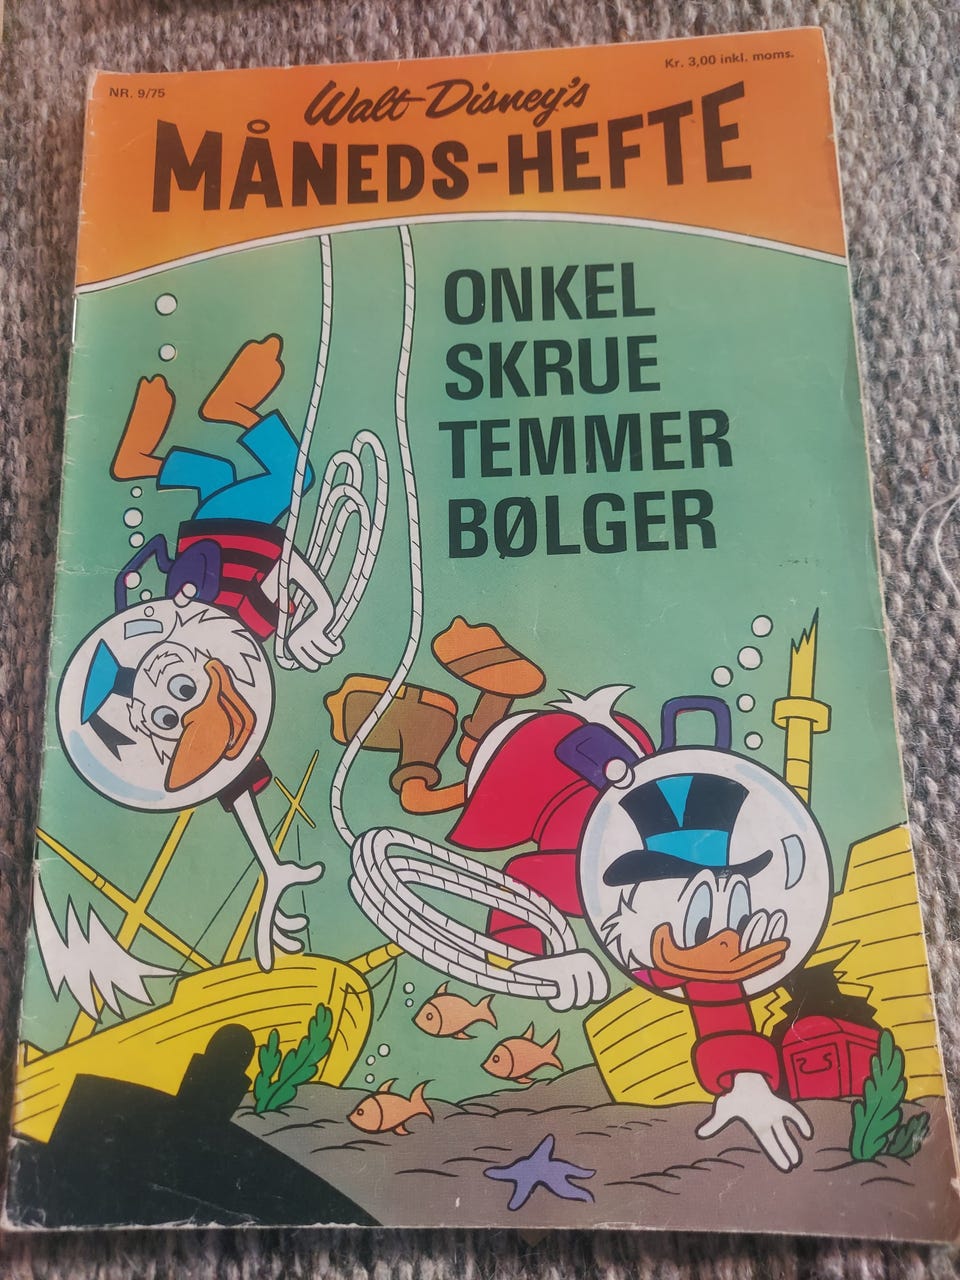 NR. 9/75
Kr. 3,00 inkl. moms.
Walt Disney's
MÅNEDS-HEFTE
ONKEL
SKRUE
TEMMER
BØLGER